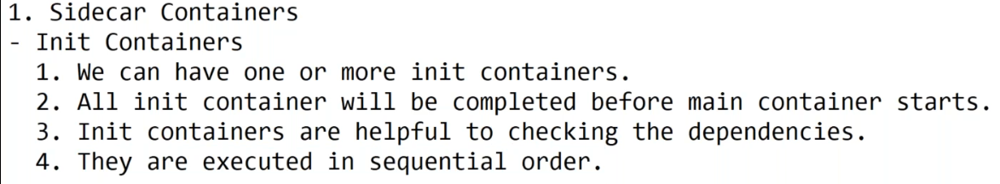 1. Sidecar Containers
- Init Containers
1. We can have one or more init containers.
2. All init container will be completed before main container starts.
3. Init containers are helpful to checking the dependencies.
4. They are executed in sequential order.